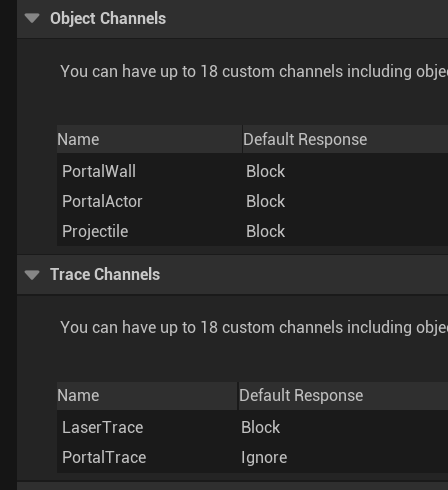 Object Channels
You can have up to 18 custom channels including
Name Default Response
PortalWall Block
PortalActor Block
Projectile Block
Trace Channels
You can have up to 18 custom channels including
Name Default Response
LaserTrace Block
PortalTrace Ignore